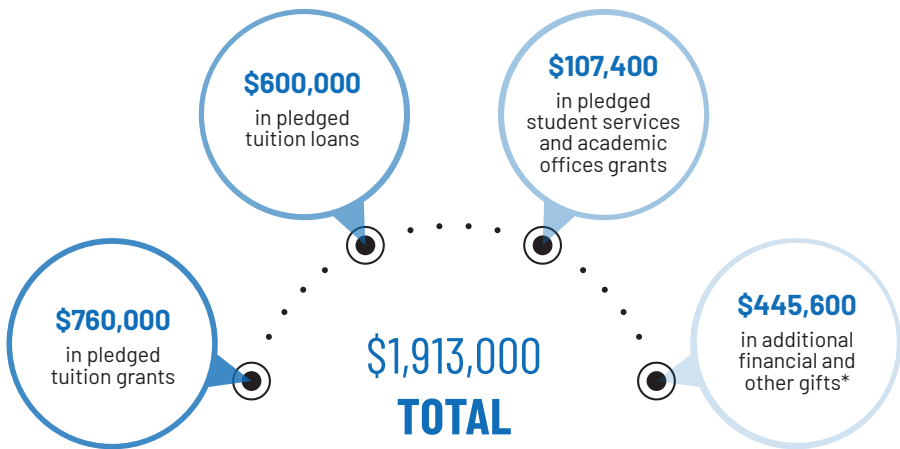 $600,000
in pledged
tuition loans
$107,400
in pledged
student services
and academic
offices grants
$760,000
in pledged
tuition grants
$445,600
in additional
financial and
other gifts*
$1,913,000
TOTAL